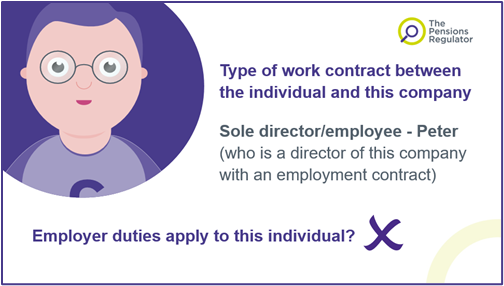 The
Pensions
Regulator
Type of work contract between
the individual and this company
Sole director/employee - Peter
(who is a director of this company
with an employment contract)
Employer duties apply to this individual?